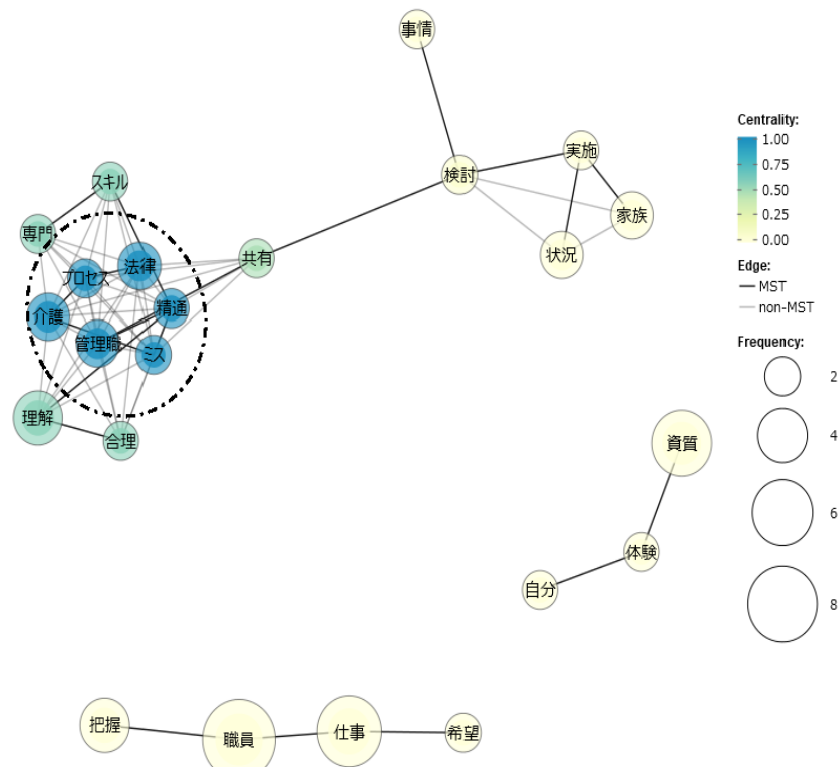 事情
Centrality:
1.00
0.75
0.50
0.25
0.00
実施
検討
スキル
家族
専門
状況
共有
法律
プロセス
Edge:
MST
non-MST
精通
介護
管理職
ミス
Frequency:
2
4
6
8
理解
合理
資質
体験
自分
把握
職員
仕事
希望